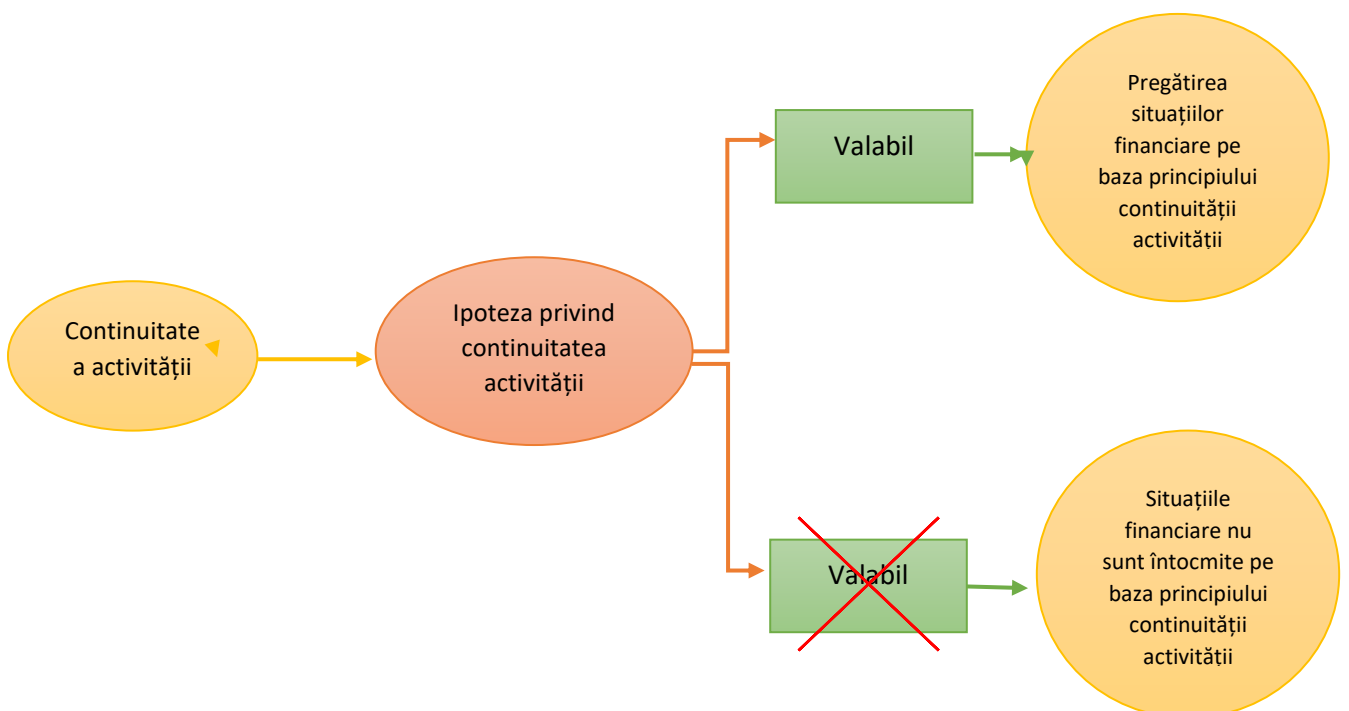 Continuitate
a activității
Ipoteza privind
continuitatea
activității
Valabil
Pregătirea
situațiilor
financiare pe
baza principiului
continuității
activității
Valabil
Situațiile
financiare nu
sunt întocmite pe
baza principiului
continuității
activității